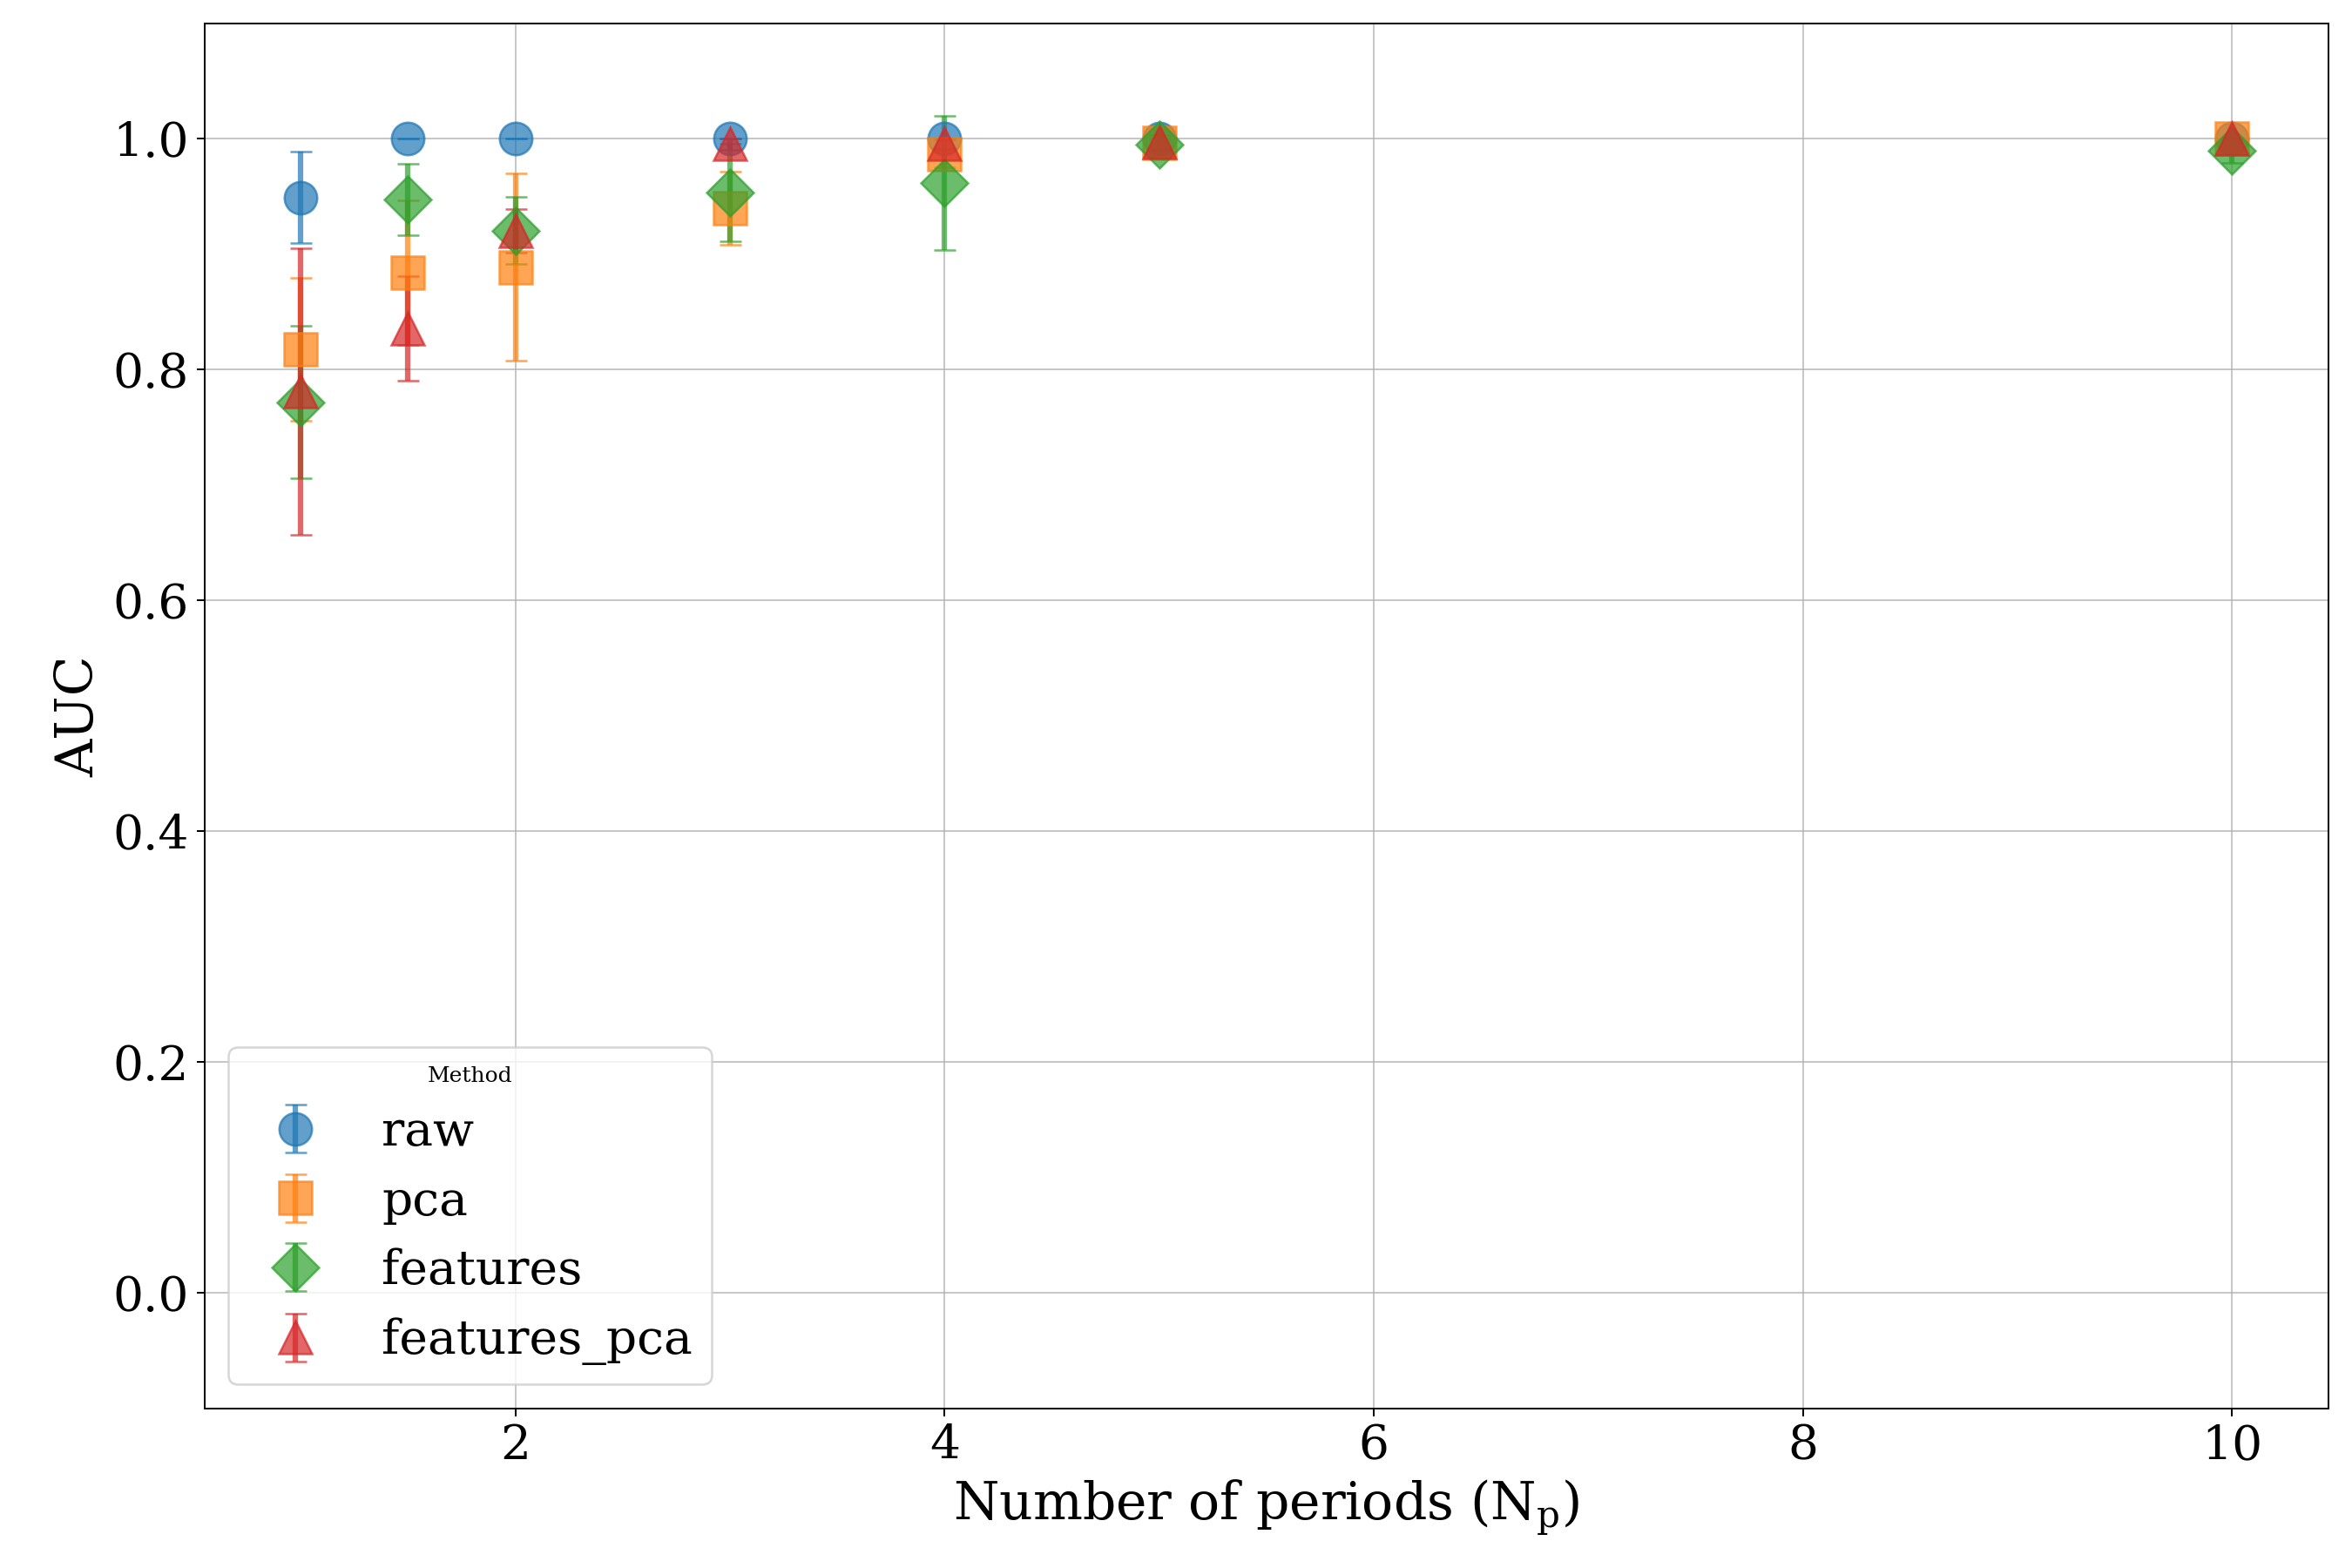 1.0
0.8
0.6
0.4
0.2
0.0
AUC
Method
raw
pca
features
features_pca
2 4 6 8 10
Number of periods (Np)